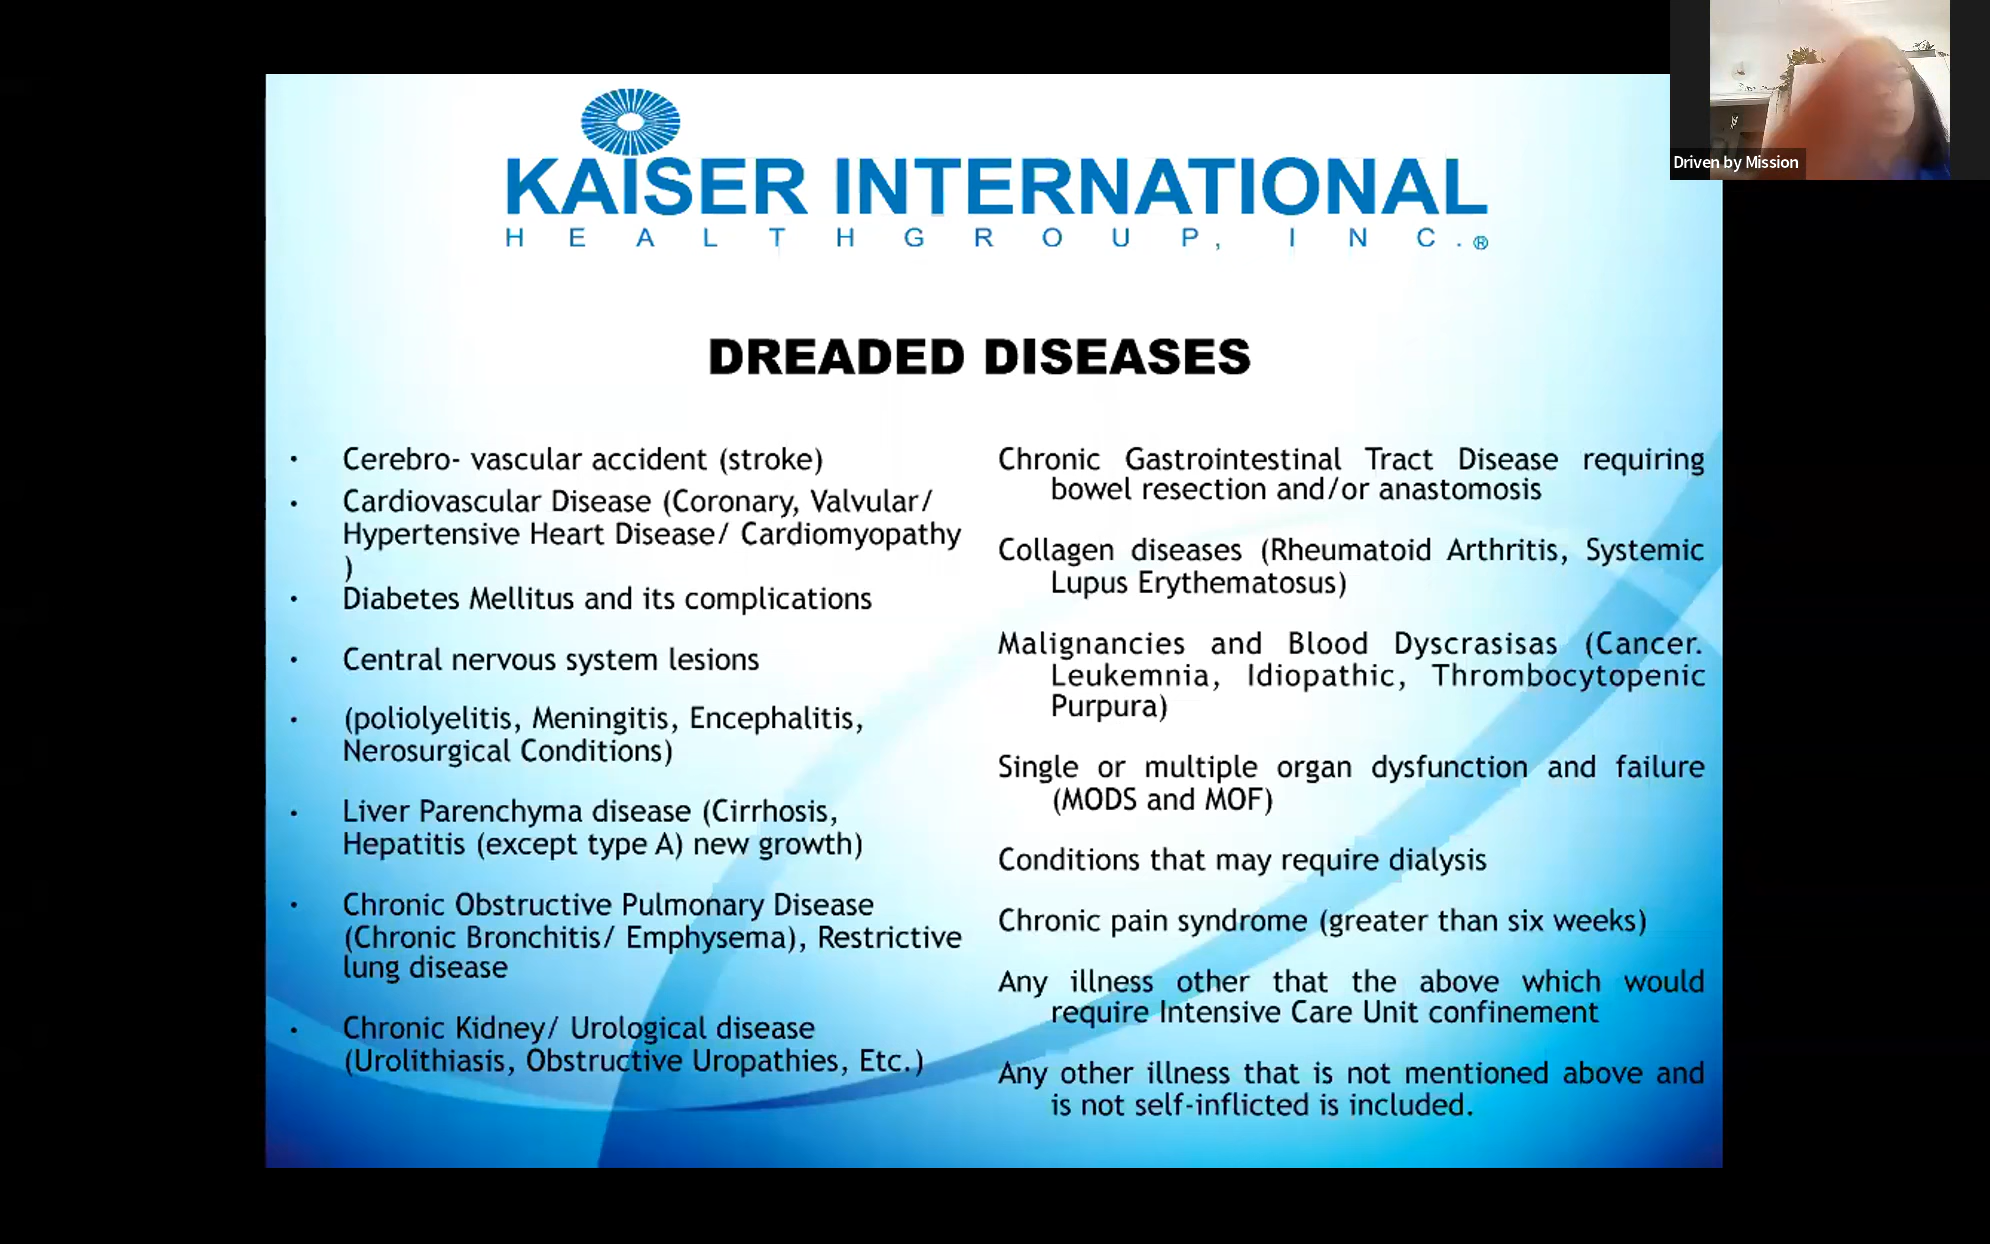 KAISER INTERNATIONAL
HEALTHGROUP, INC.®
Driven by Mission
DREADED DISEASES
• Cerebro- vascular accident (stroke)
• Cardiovascular Disease (Coronary, Valvular/
Hypertensive Heart Disease/ Cardiomyopathy
)
• Diabetes Mellitus and its complications
• Central nervous system lesions
• (poliolyelitis, Meningitis, Encephalitis,
Nerosurgical Conditions)
• Liver Parenchyma disease (Cirrhosis,
Hepatitis (except type A) new growth)
• Chronic Obstructive Pulmonary Disease
(Chronic Bronchitis/ Emphysema), Restrictive
lung disease
• Chronic Kidney/ Urological disease
(Urolithiasis, Obstructive Uropathies, Etc.)
Chronic Gastrointestinal Tract Disease requiring
bowel resection and/or anastomosis
Collagen diseases (Rheumatoid Arthritis, Systemic
Lupus Erythematosus)
Malignancies and Blood Dyscrasisas (Cancer.
Leukemnia, Idiopathic, Thrombocytopenic
Purpura)
Single or multiple organ dysfunction and failure
(MODS and MOF)
Conditions that may require dialysis
Chronic pain syndrome (greater than six weeks)
Any illness other that the above which would
require Intensive Care Unit confinement
Any other illness that is not mentioned above and
is not self-inflicted is included.